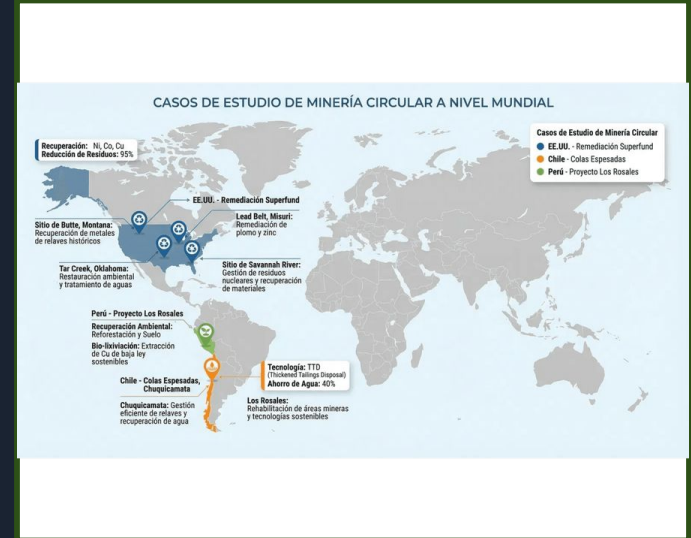 CASOS DE ESTUDIO DE MINERÍA CIRCULAR A NIVEL MUNDIAL
Recuperación: Ni, Co, Cu
Reducción de Residuos: 95%
Casos de Estudio de Minería Circular
EE.UU. - Remediación Superfund
Chile - Colas Espesadas
Perú - Proyecto Los Rosales
EE.UU. - Remediación Superfund
Sitio de Butte, Montana:
Recuperación de metales
de relaves históricos
Lead Belt, Misuri:
Remediación de
plomo y zinc
Tar Creek, Oklahoma:
Restauración ambiental
y tratamiento de aguas
Sitio de Savannah River:
Gestión de residuos
nucleares y recuperación
de materiales
Perú - Proyecto Los Rosales
Recuperación Ambiental:
Reforestación y Suelo
Bio-lixiviación: Extracción
de Cu de baja ley
sostenibles
Tecnología: TTD
(Thickened Tailings Disposal)
Ahorro de Agua: 40%
Chile - Colas Espesadas,
Chuquicamata
Chuquicamata: Gestión
eficiente de relaves y
recuperación de agua
Los Rosales:
Rehabilitación de áreas mineras
y tecnologías sostenibles